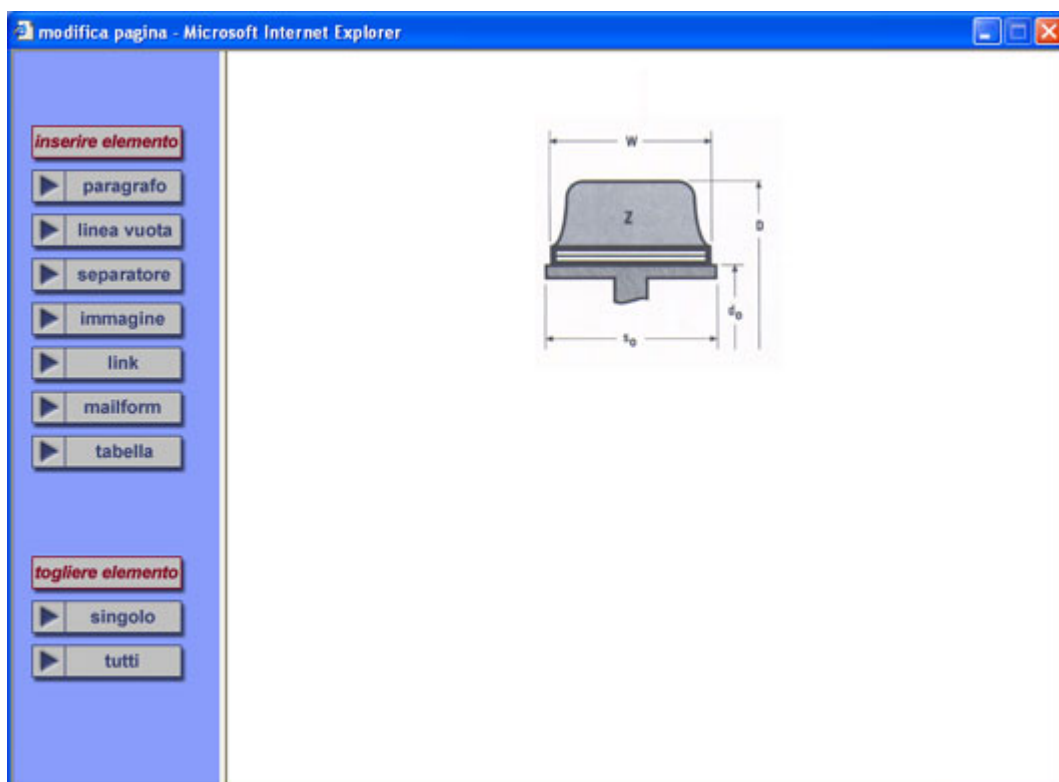 modifica pagina - Microsoft Internet Explorer
inserire elemento
paragrafo
linea vuota
separatore
immagine
link
mailform
tabella
togliere elemento
singolo
tutti
W
Z
D
d₀
s₀